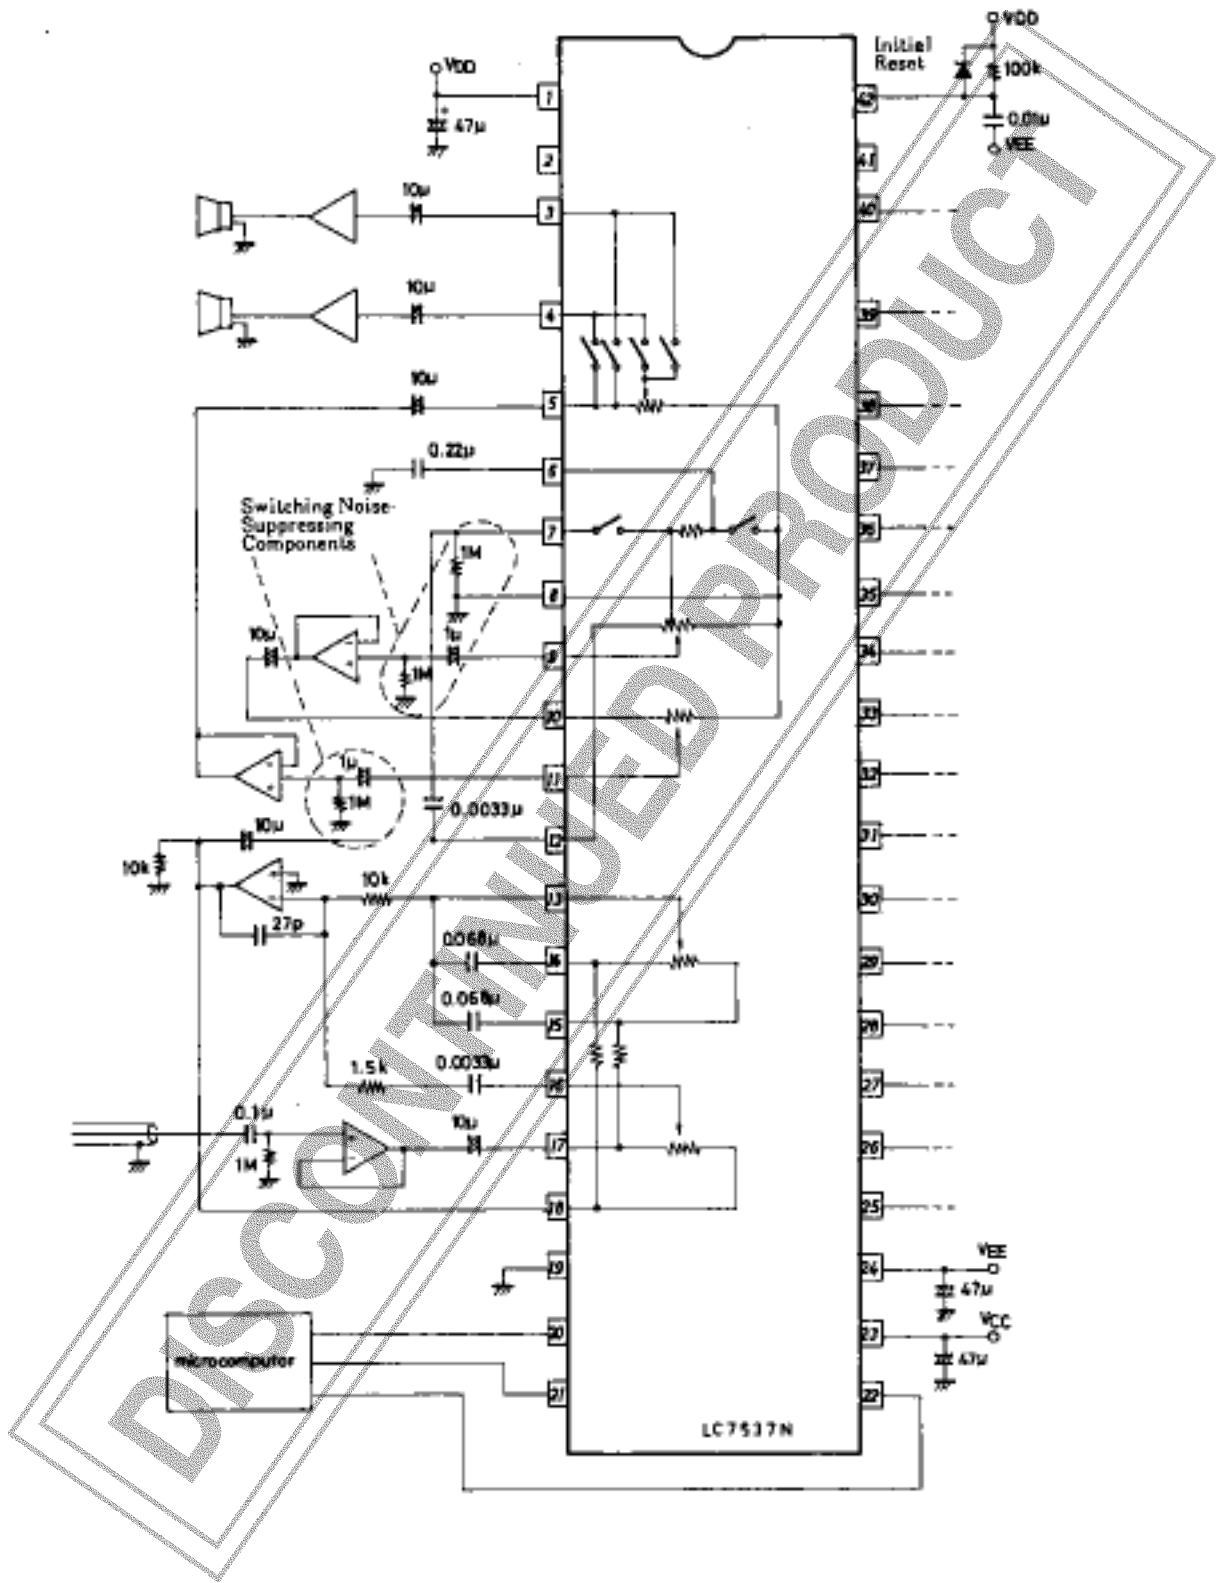 VDD
Initial
Reset
VDD
100k
1
42
47μ
0.01μ
VEE
2
41
10μ
3
40
10μ
4
39
10μ
5
38
0.22μ
6
37
Switching Noise-
Suppressing
Components
7
36
1M
8
35
10μ
1μ
9
34
1M
10
33
1μ
11
32
1M
0.0033μ
10μ
12
31
10k
10k
13
30
27p
0.068μ
14
29
0.068μ
15
28
1.5k
0.0033μ
16
27
0.1μ
10μ
17
26
1M
18
25
19
24
VEE
47μ
VCC
20
23
47μ
microcomputer
21
22
LC7537N
DISCONTINUED PRODUCT